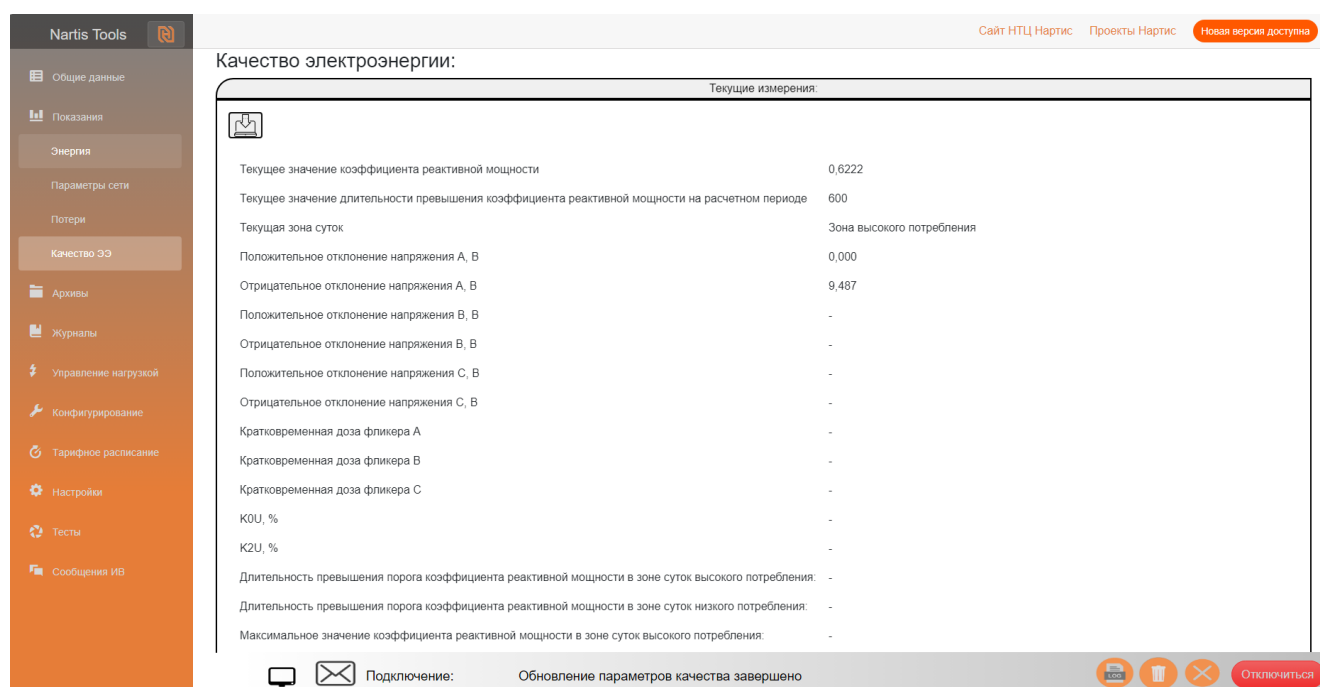 Nartis Tools
Сайт НТЦ Нартис Проекты Нартис Новая версия доступна
Общие данные
Показания
Энергия
Параметры сети
Потери
Качество ЭЭ
Архивы
Журналы
Управление нагрузкой
Конфигурирование
Тарифное расписание
Настройки
Тесты
Сообщения ИВ
Качество электроэнергии:
Текущие измерения:
Текущее значение коэффициента реактивной мощности 0,6222
Текущее значение длительности превышения коэффициента реактивной мощности на расчетном периоде 600
Текущая зона суток Зона высокого потребления
Положительное отклонение напряжения A, В 0,000
Отрицательное отклонение напряжения A, В 9,487
Положительное отклонение напряжения B, В -
Отрицательное отклонение напряжения B, В -
Положительное отклонение напряжения C, В -
Отрицательное отклонение напряжения C, В -
Кратковременная доза фликера A -
Кратковременная доза фликера B -
Кратковременная доза фликера C -
K0U, % -
K2U, % -
Длительность превышения порога коэффициента реактивной мощности в зоне суток высокого потребления: -
Длительность превышения порога коэффициента реактивной мощности в зоне суток низкого потребления: -
Максимальное значение коэффициента реактивной мощности в зоне суток высокого потребления: -
Подключение: Обновление параметров качества завершено LOG Отключиться